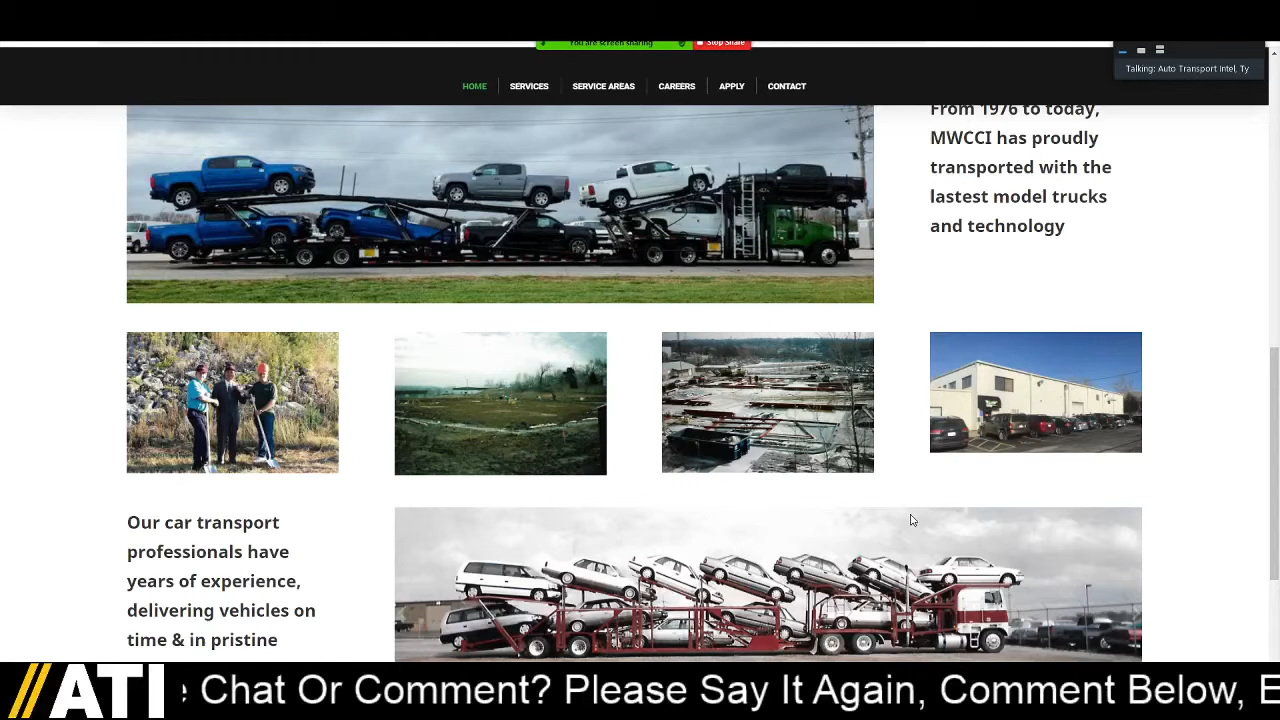 You are screen sharing
Stop Share
Talking: Auto Transport Intel, Ty
HOME
SERVICES
SERVICE AREAS
CAREERS
APPLY
CONTACT
From 1976 to today,
MWCCI has proudly
transported with the
lastest model trucks
and technology
Our car transport
professionals have
years of experience,
delivering vehicles on
time & in pristine
ATI
Chat Or Comment? Please Say It Again, Comment Below, E